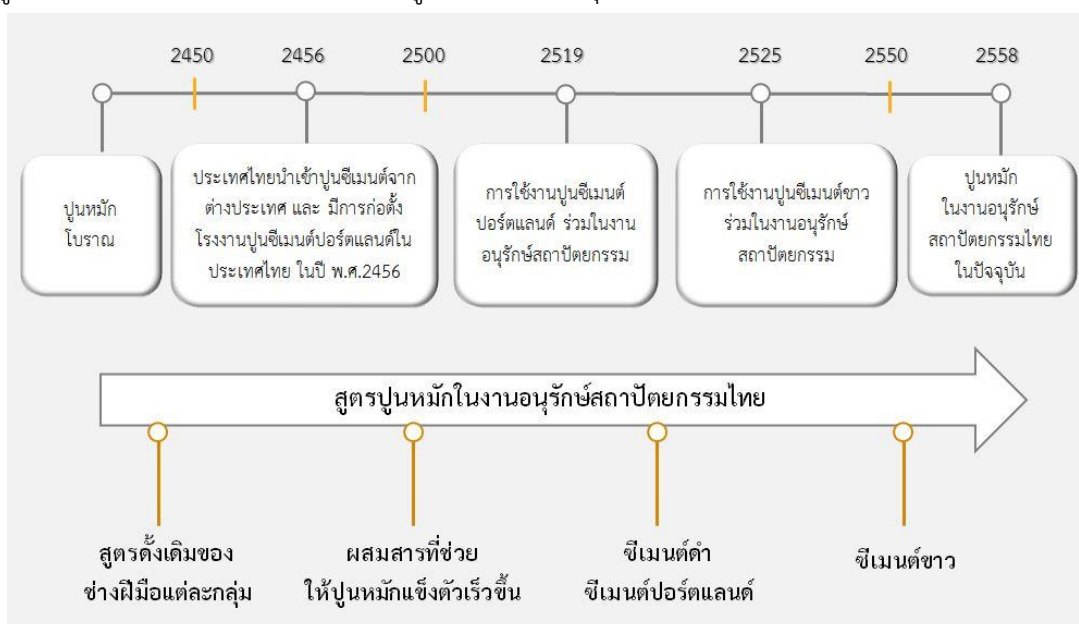 2450 2456 2500 2519 2525 2550 2558
ปูนหมัก
โบราณ
ประเทศไทยนำเข้าปูนซีเมนต์จาก
ต่างประเทศ และ มีการก่อตั้ง
โรงงานปูนซีเมนต์ปอร์ตแลนด์ใน
ประเทศไทย ในปี พ.ศ.2456
การใช้งานปูนซีเมนต์
ปอร์ตแลนด์ ร่วมในงาน
อนุรักษ์สถาปัตยกรรม
การใช้งานปูนซีเมนต์ขาว
ร่วมในงานอนุรักษ์
สถาปัตยกรรม
ปูนหมัก
ในงานอนุรักษ์
สถาปัตยกรรมไทย
ในปัจจุบัน
สูตรปูนหมักในงานอนุรักษ์สถาปัตยกรรมไทย
สูตรดั้งเดิมของ
ช่างฝีมือแต่ละกลุ่ม
ผสมสารที่ช่วย
ให้ปูนหมักแข็งตัวเร็วขึ้น
ซีเมนต์ดำ
ซีเมนต์ปอร์ตแลนด์
ซีเมนต์ขาว